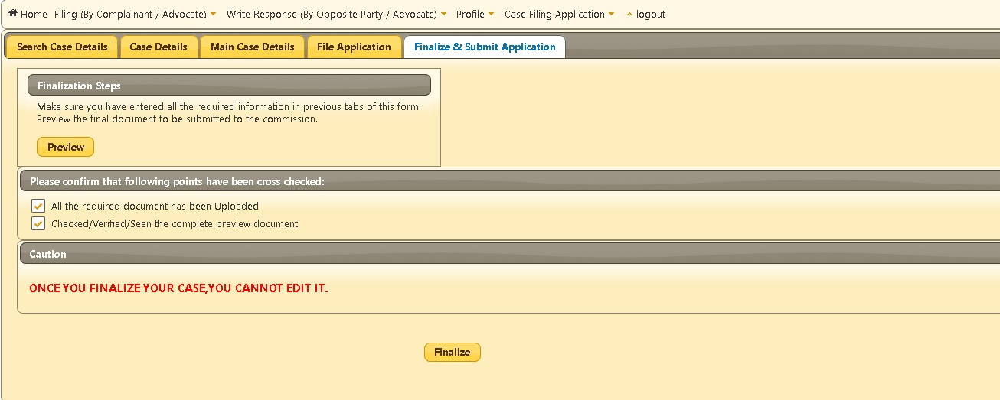 Home Filing (By Complainant / Advocate) Write Response (By Opposite Party / Advocate) Profile Case Filing Application logout
Search Case Details Case Details Main Case Details File Application Finalize & Submit Application
Finalization Steps
Make sure you have entered all the required information in previous tabs of this form.
Preview the final document to be submitted to the commission.
Preview
Please confirm that following points have been cross checked:
All the required document has been Uploaded
Checked/Verified/Seen the complete preview document
Caution
ONCE YOU FINALIZE YOUR CASE,YOU CANNOT EDIT IT.
Finalize